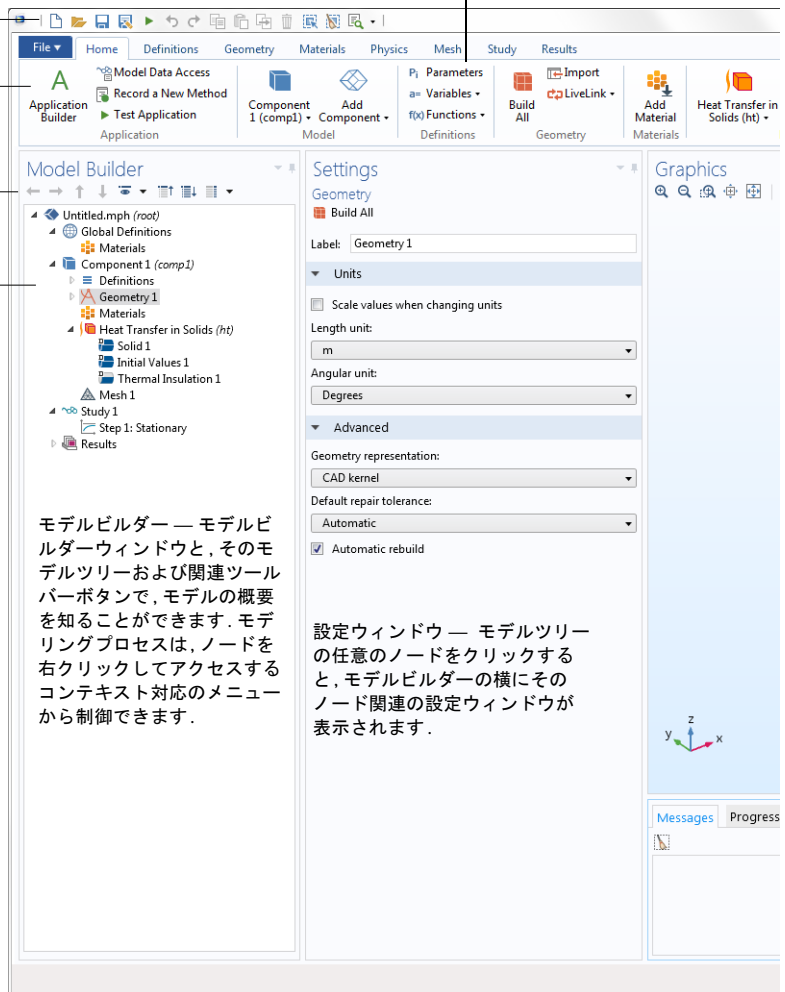 File
Home
Definitions
Geometry
Materials
Physics
Mesh
Study
Results
A
Application
Builder
Model Data Access
Record a New Method
Test Application
Application
Component
1 (comp1)
Add
Component
Model
Pi Parameters
a= Variables
f(x) Functions
Definitions
Build
All
Import
LiveLink
Geometry
Add
Material
Materials
Heat Transfer in
Solids (ht)
Model Builder
Untitled.mph (root)
Global Definitions
Materials
Component 1 (comp1)
Definitions
Geometry 1
Materials
Heat Transfer in Solids (ht)
Solid 1
Initial Values 1
Thermal Insulation 1
Mesh 1
Study 1
Step 1: Stationary
Results
モデルビルダー — モデルビ
ルダーウィンドウと, そのモ
デルツリーおよび関連ツール
バーボタンで, モデルの概要
を知ることができます. モデ
リングプロセスは, ノードを
右クリックしてアクセスする
コンテキスト対応のメニュー
から制御できます.
Settings
Geometry
Build All
Label: Geometry 1
Units
Scale values when changing units
Length unit:
m
Angular unit:
Degrees
Advanced
Geometry representation:
CAD kernel
Default repair tolerance:
Automatic
Automatic rebuild
設定ウィンドウ — モデルツリー
の任意のノードをクリックする
と, モデルビルダーの横にその
ノード関連の設定ウィンドウが
表示されます.
Graphics
z
y
x
Messages
Progress